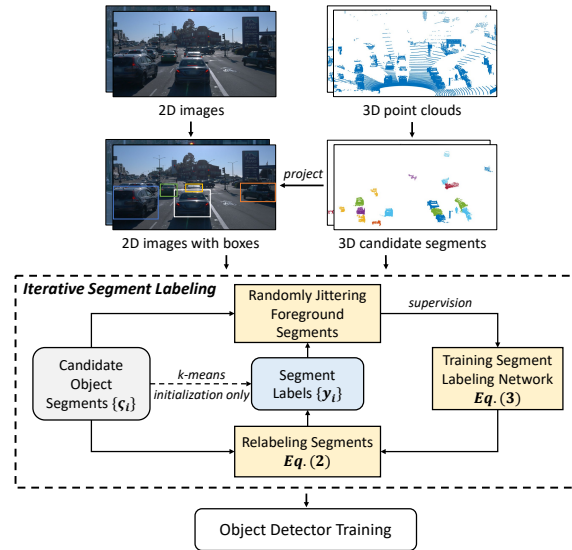 2D images
3D point clouds
project
2D images with boxes
3D candidate segments
Iterative Segment Labeling
Randomly Jittering
Foreground
Segments
supervision
Candidate
Object
Segments {ς_i}
k-means
initialization only
Segment
Labels {y_i}
Training Segment
Labeling Network
Eq. (3)
Relabeling Segments
Eq. (2)
Object Detector Training